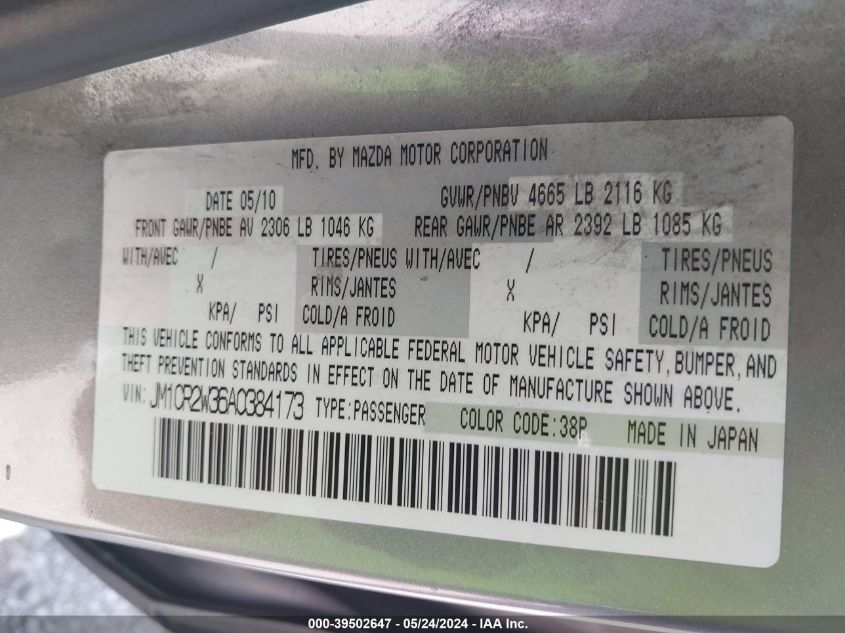 MFD. BY MAZDA MOTOR CORPORATION
DATE 05/10 GVWR/PNBV 4665 LB 2116 KG
FRONT GAWR/PNBE AV 2306 LB 1046 KG REAR GAWR/PNBE AR 2392 LB 1085 KG
WITH/AVEC / TIRES/PNEUS WITH/AVEC / TIRES/PNEUS
X RIMS/JANTES X RIMS/JANTES
KPA/ PSI COLD/A FROID KPA/ PSI COLD/A FROID
THIS VEHICLE CONFORMS TO ALL APPLICABLE FEDERAL MOTOR VEHICLE SAFETY, BUMPER, AND
THEFT PREVENTION STANDARDS IN EFFECT ON THE DATE OF MANUFACTURE SHOWN ABOVE.
VIN: JM1CR2W36A0384173 TYPE:PASSENGER COLOR CODE:38P MADE IN JAPAN
000-39502647 - 05/24/2024 - IAA Inc.